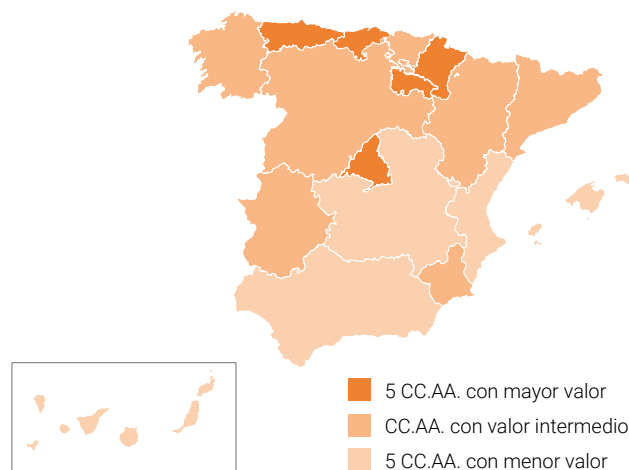 5 CC.AA. con mayor valor
CC.AA. con valor intermedio
5 CC.AA. con menor valor